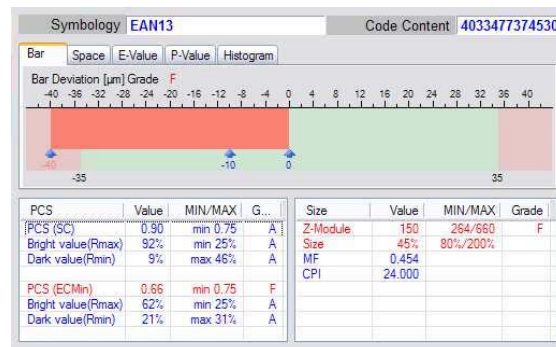 Symbology EAN13 Code Content 4033477374530
Bar Space E-Value P-Value Histogram
Bar Deviation [µm] Grade F
-40 -36 -32 -28 -24 -20 -16 -12 -8 -4 0 4 8 12 16 20 24 28 32 36 40
-40 -10 0
-35 35
PCS Value MIN/MAX G...
PCS (SC) 0.90 min 0.75 A
Bright value(Rmax) 92% min 25% A
Dark value(Rmin) 9% max 46% A
PCS (ECMin) 0.66 min 0.75 F
Bright value(Rmax) 62% min 25% A
Dark value(Rmin) 21% max 31% A
Size Value MIN/MAX Grade
Z-Module 150 264/660 F
Size 45% 80%/200%
MF 0.454
CPI 24.000